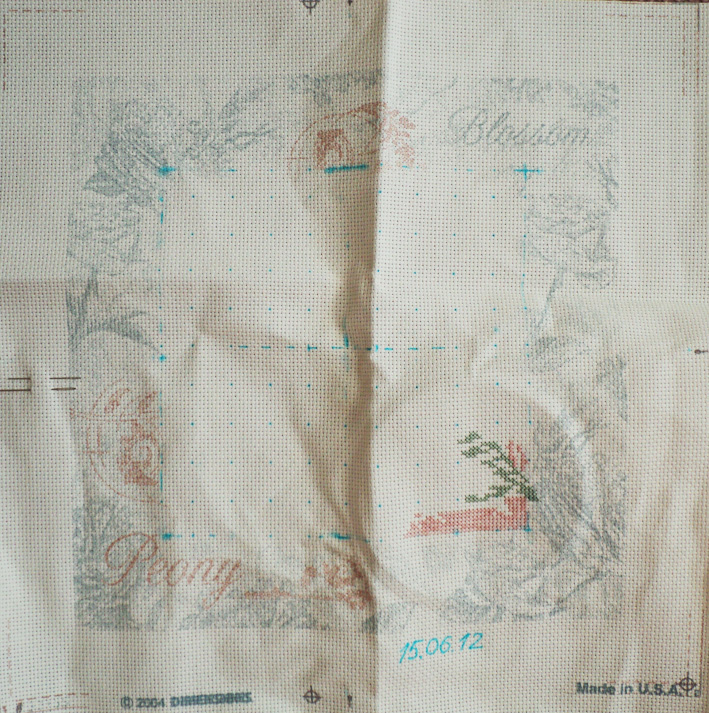 Blossom
Peony
15.06.12
© 2004 DIMENSIONS
Made in U.S.A.